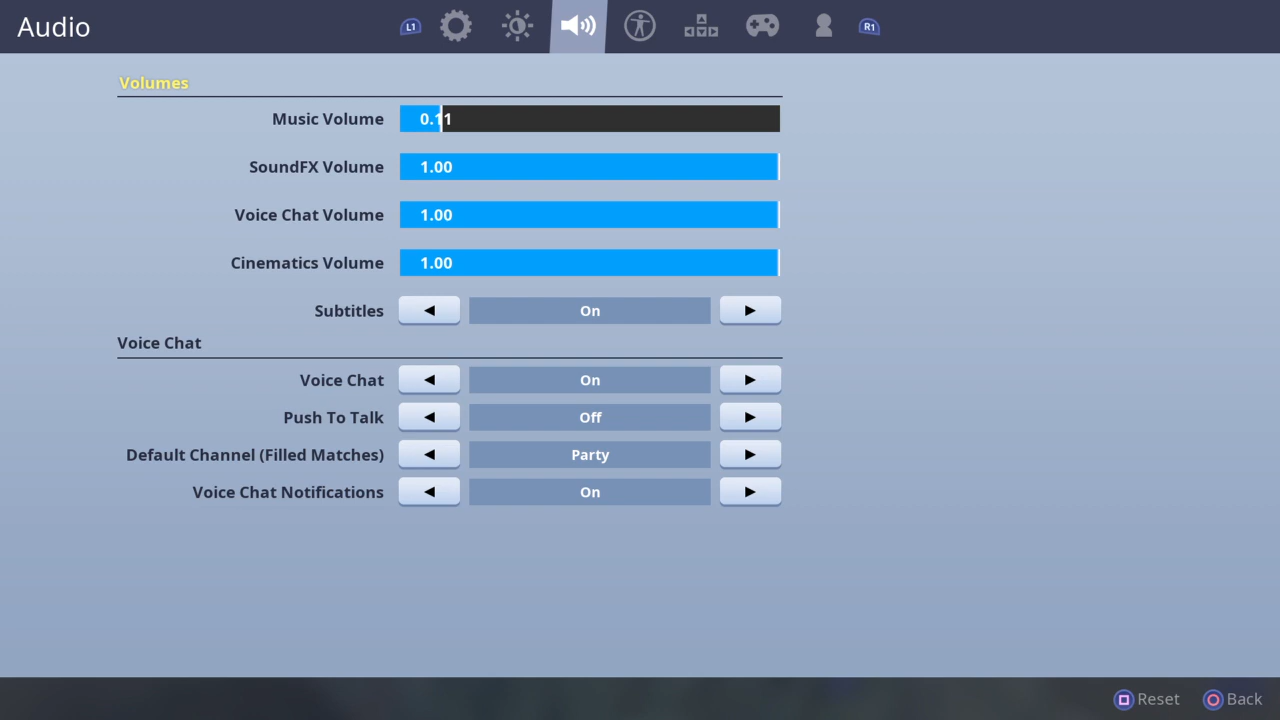 Audio
L1
R1
Volumes
Music Volume 0.11
SoundFX Volume 1.00
Voice Chat Volume 1.00
Cinematics Volume 1.00
Subtitles On
Voice Chat
Voice Chat On
Push To Talk Off
Default Channel (Filled Matches) Party
Voice Chat Notifications On
Reset Back